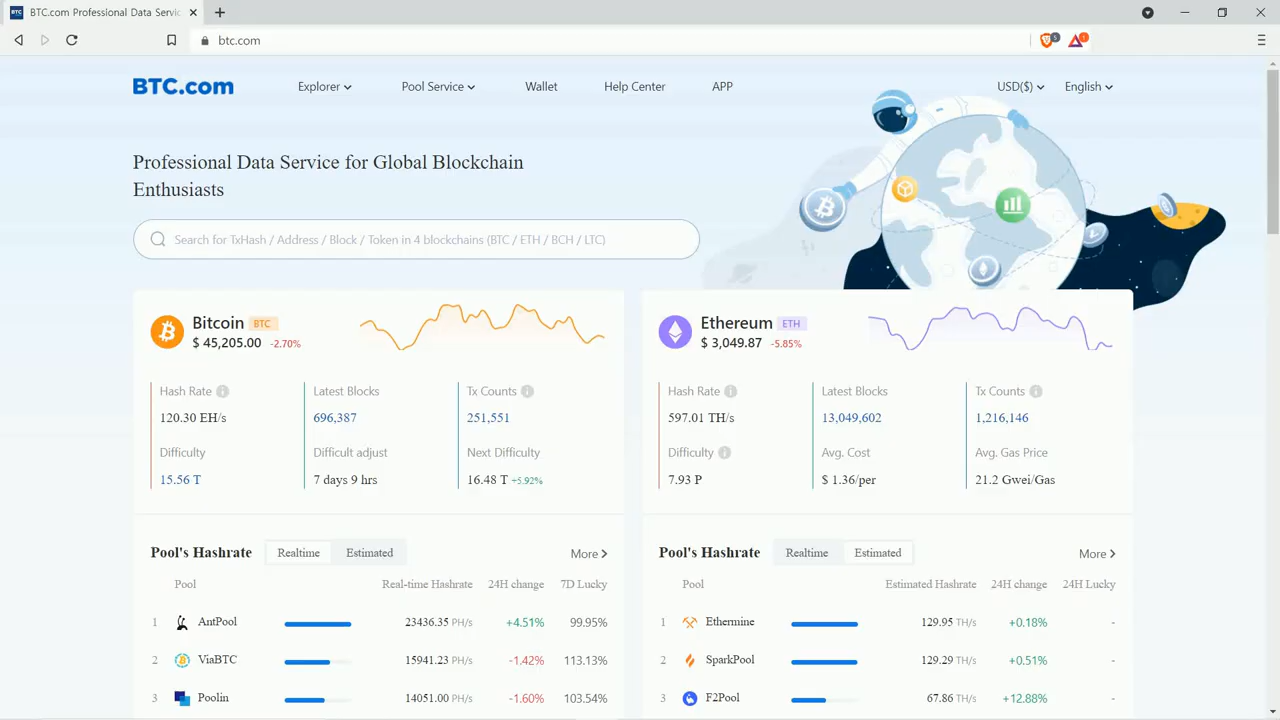 BTC.com Professional Data Servic
btc.com
5
1
BTC.com
Explorer
Pool Service
Wallet
Help Center
APP
USD($)
English
Professional Data Service for Global Blockchain
Enthusiasts
Search for TxHash / Address / Block / Token in 4 blockchains (BTC / ETH / BCH / LTC)
Bitcoin BTC
$ 45,205.00 -2.70%
Hash Rate
Latest Blocks
Tx Counts
120.30 EH/s
696,387
251,551
Difficulty
Difficult adjust
Next Difficulty
15.56 T
7 days 9 hrs
16.48 T +5.92%
Ethereum ETH
$ 3,049.87 -5.85%
Hash Rate
Latest Blocks
Tx Counts
597.01 TH/s
13,049,602
1,216,146
Difficulty
Avg. Cost
Avg. Gas Price
7.93 P
$ 1.36/per
21.2 Gwei/Gas
Pool's Hashrate
Realtime
Estimated
More
Pool Real-time Hashrate 24H change 7D Lucky
1 AntPool 23436.35 PH/s +4.51% 99.95%
2 ViaBTC 15941.23 PH/s -1.42% 113.13%
3 Poolin 14051.00 PH/s -1.60% 103.54%
Pool's Hashrate
Realtime
Estimated
More
Pool Estimated Hashrate 24H change 24H Lucky
1 Ethermine 129.95 TH/s +0.18% -
2 SparkPool 129.29 TH/s +0.51% -
3 F2Pool 67.86 TH/s +12.88% -